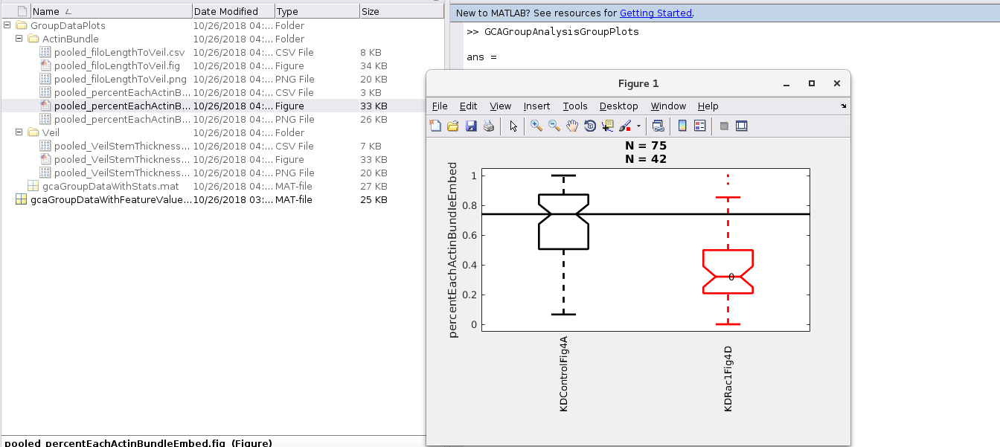 Name Date Modified Type Size
GroupDataPlots 10/26/2018 04:... Folder
ActinBundle 10/26/2018 04:... Folder
pooled_filoLengthToVeil.csv 10/26/2018 04:... CSV File 8 KB
pooled_filoLengthToVeil.fig 10/26/2018 04:... Figure 34 KB
pooled_filoLengthToVeil.png 10/26/2018 04:... PNG File 20 KB
pooled_percentEachActinB... 10/26/2018 04:... CSV File 3 KB
pooled_percentEachActinB... 10/26/2018 04:... Figure 33 KB
pooled_percentEachActinB... 10/26/2018 04:... PNG File 26 KB
Veil 10/26/2018 04:... Folder
pooled_VeilStemThickness... 10/26/2018 04:... CSV File 7 KB
pooled_VeilStemThickness... 10/26/2018 04:... Figure 33 KB
pooled_VeilStemThickness... 10/26/2018 04:... PNG File 20 KB
gcaGroupDataWithStats.mat 10/26/2018 04:... MAT-file 27 KB
gcaGroupDataWithFeatureValue... 10/26/2018 03:... MAT-file 25 KB
pooled_percentEachActinBundleEmbed.fig (Figure)
New to MATLAB? See resources for Getting Started.
>> GCAGroupAnalysisGroupPlots
ans =
Figure 1
File Edit View Insert Tools Desktop Window Help
N = 75
N = 42
percentEachActinBundleEmbed
1
0.8
0.6
0.4
0.2
0
0
KDControlFig4A
KDRac1Fig4D